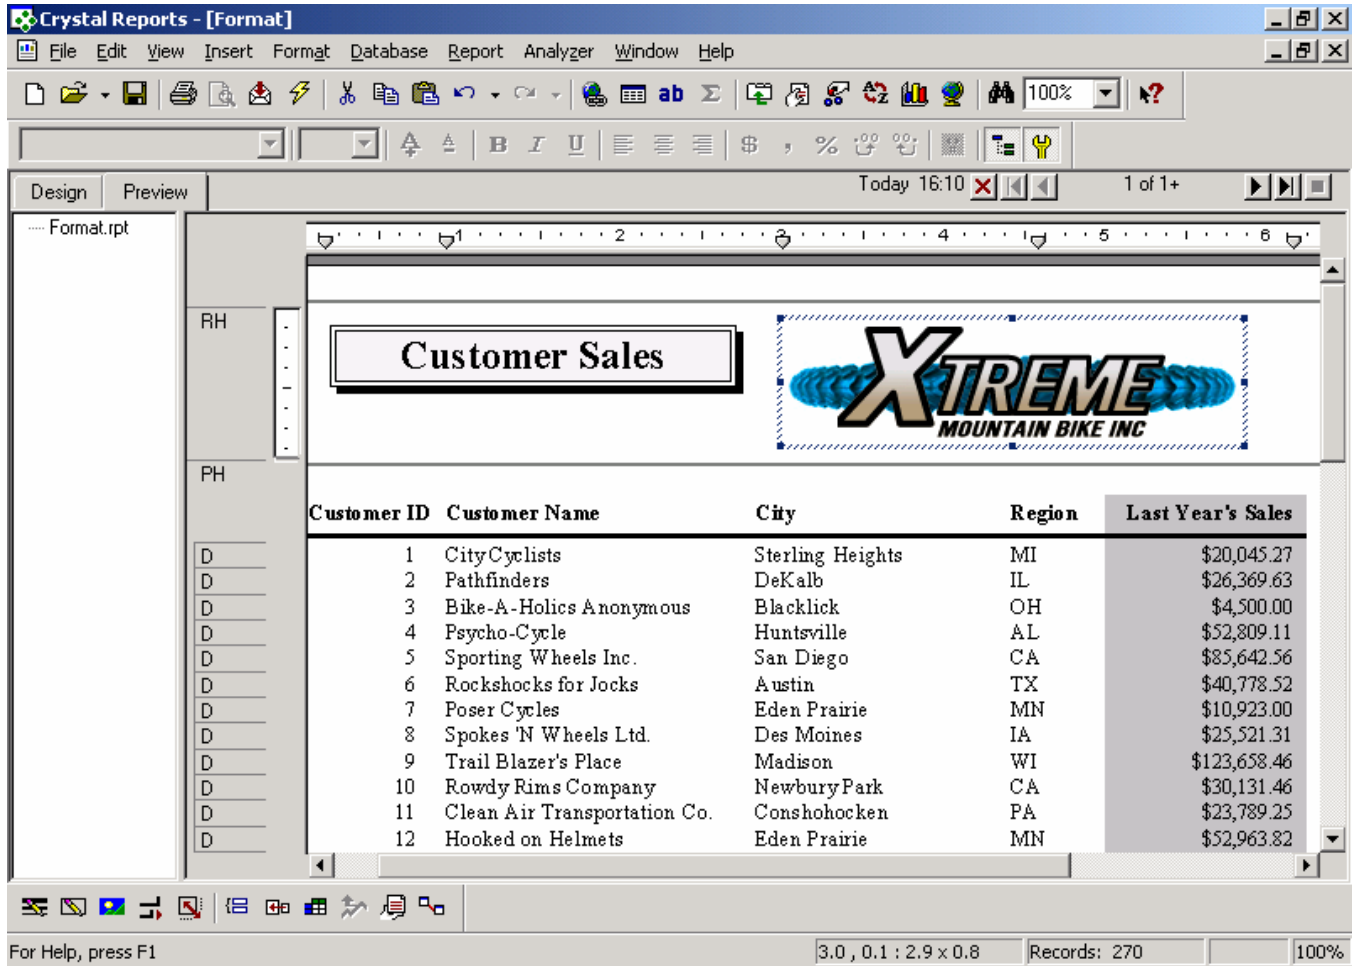 Crystal Reports - [Format]
File Edit View Insert Format Database Report Analyzer Window Help
ab Σ 100%
B I U $ , %
Design Preview Today 16:10 1 of 1+
Format.rpt
1 2 3 4 5 6
RH
Customer Sales
XTREME
MOUNTAIN BIKE INC
PH
Customer ID Customer Name City Region Last Year's Sales
D 1 City Cyclists Sterling Heights MI $20,045.27
D 2 Pathfinders DeKalb IL $26,369.63
D 3 Bike-A-Holics Anonymous Blacklick OH $4,500.00
D 4 Psycho-Cycle Huntsville AL $52,809.11
D 5 Sporting Wheels Inc. San Diego CA $85,642.56
D 6 Rockshocks for Jocks Austin TX $40,778.52
D 7 Poser Cycles Eden Prairie MN $10,923.00
D 8 Spokes 'N Wheels Ltd. Des Moines IA $25,521.31
D 9 Trail Blazer's Place Madison WI $123,658.46
D 10 Rowdy Rims Company Newbury Park CA $30,131.46
D 11 Clean Air Transportation Co. Conshohocken PA $23,789.25
D 12 Hooked on Helmets Eden Prairie MN $52,963.82
For Help, press F1 3.0 , 0.1 : 2.9 x 0.8 Records: 270 100%